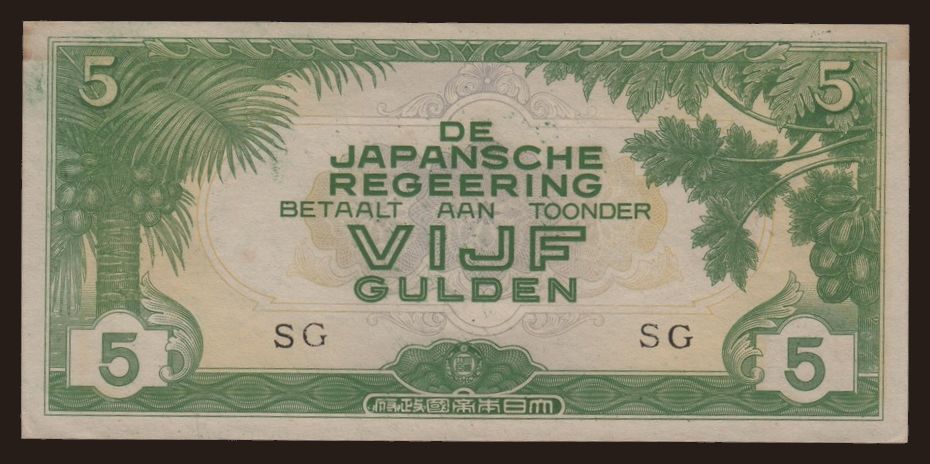 5 5
DE
JAPANSCHE
REGEERING
BETAALT AAN TOONDER
VIJF
GULDEN
SG SG
5 5
府政國帝本日大